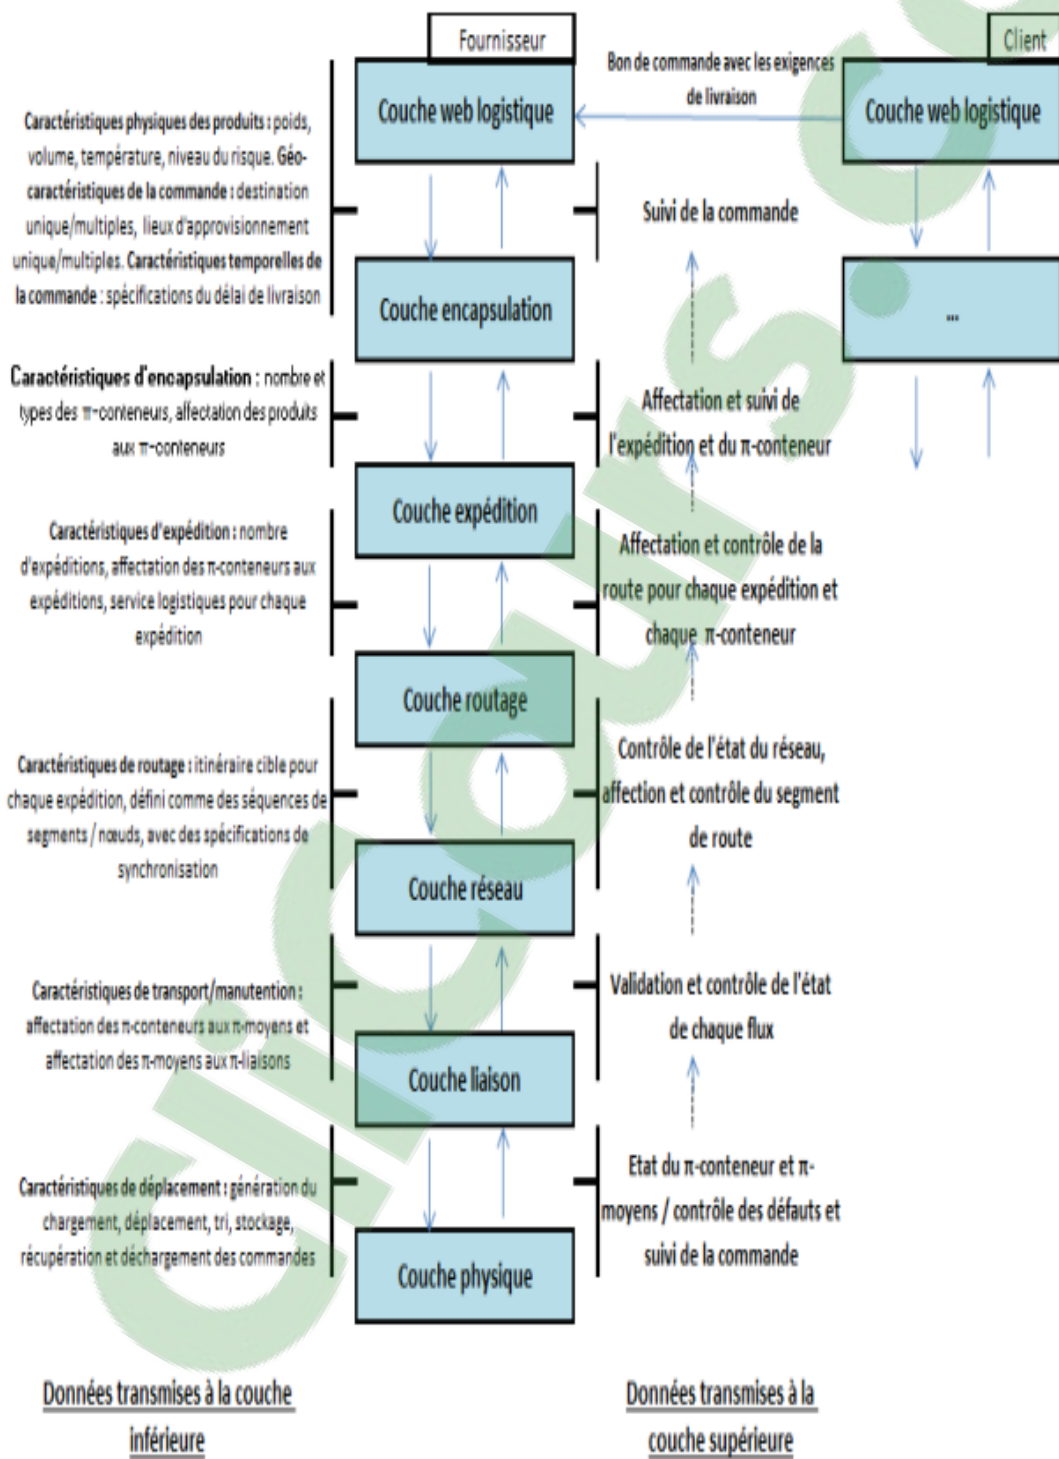 Fournisseur
Client
Bon de commande avec les exigences
de livraison
Couche web logistique
Couche web logistique
Caractéristiques physiques des produits : poids,
volume, température, niveau du risque. Géo-
caractéristiques de la commande : destination
unique/multiples, lieux d'approvisionnement
unique/multiples. Caractéristiques temporelles de
la commande : spécifications du délai de livraison
Suivi de la commande
Couche encapsulation
...
Caractéristiques d'encapsulation : nombre et
types des π-conteneurs, affectation des produits
aux π-conteneurs
Affectation et suivi de
l'expédition et du π-conteneur
Couche expédition
Caractéristiques d'expédition : nombre
d'expéditions, affectation des π-conteneurs aux
expéditions, service logistiques pour chaque
expédition
Affectation et contrôle de la
route pour chaque expédition et
chaque π-conteneur
Couche routage
Caractéristiques de routage : itinéraire cible pour
chaque expédition, défini comme des séquences de
segments / nœuds, avec des spécifications de
synchronisation
Contrôle de l'état du réseau,
affection et contrôle du segment
de route
Couche réseau
Caractéristiques de transport/manutention :
affectation des π-conteneurs aux π-moyens et
affectation des π-moyens aux π-liaisons
Validation et contrôle de l'état
de chaque flux
Couche liaison
Caractéristiques de déplacement : génération du
chargement, déplacement, tri, stockage,
récupération et déchargement des commandes
Etat du π-conteneur et π-
moyens / contrôle des défauts et
suivi de la commande
Couche physique
Données transmises à la couche
inférieure
Données transmises à la
couche supérieure
CliCours.co